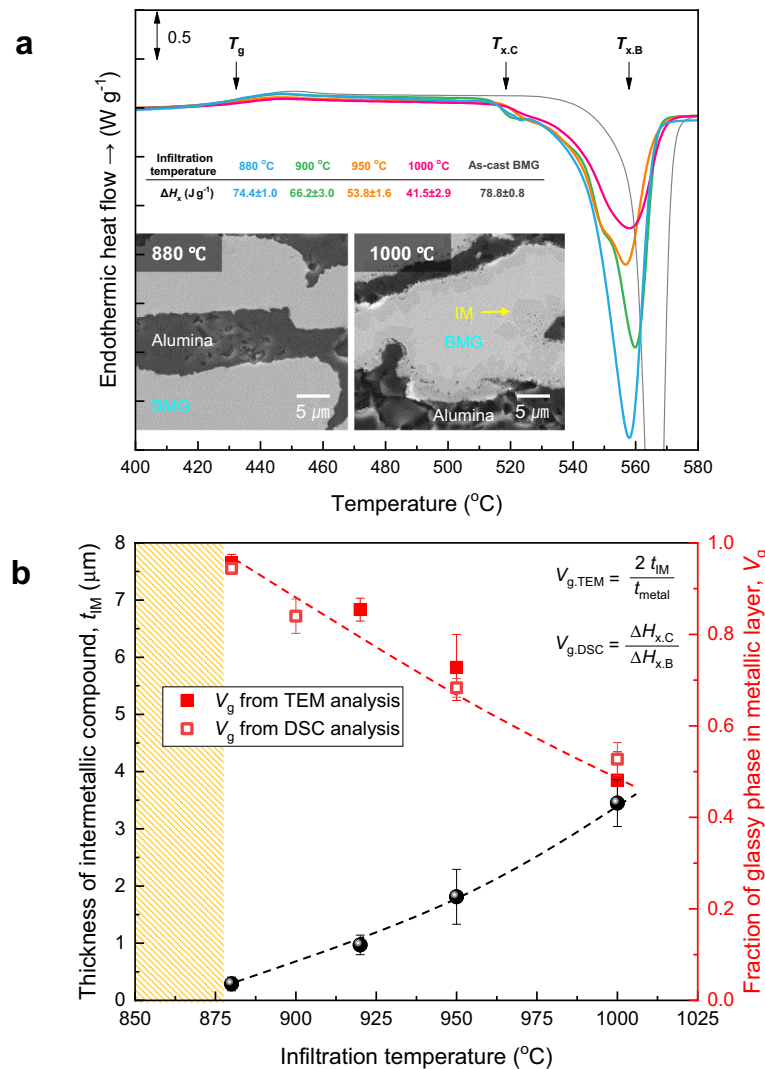 a
0.5
Tg
Tx.C
Tx.B
Endothermic heat flow → (W g-1)
Infiltration temperature 880 oC 900 oC 950 oC 1000 oC As-cast BMG
ΔHx (J g-1) 74.4±1.0 66.2±3.0 53.8±1.6 41.5±2.9 78.8±0.8
880 ℃
Alumina
BMG
5 ㎛
1000 ℃
IM
BMG
Alumina
5 ㎛
400 420 440 460 480 500 520 540 560 580
Temperature (oC)
b
Thickness of intermetallic compound, tIM (μm)
8
7
6
5
4
3
2
1
0
Vg.TEM = 2 tIM / tmetal
Vg.DSC = ΔHx.C / ΔHx.B
Vg from TEM analysis
Vg from DSC analysis
1.0
0.8
0.6
0.4
0.2
0.0
Fraction of glassy phase in metallic layer, Vg
850 875 900 925 950 975 1000 1025
Infiltration temperature (oC)